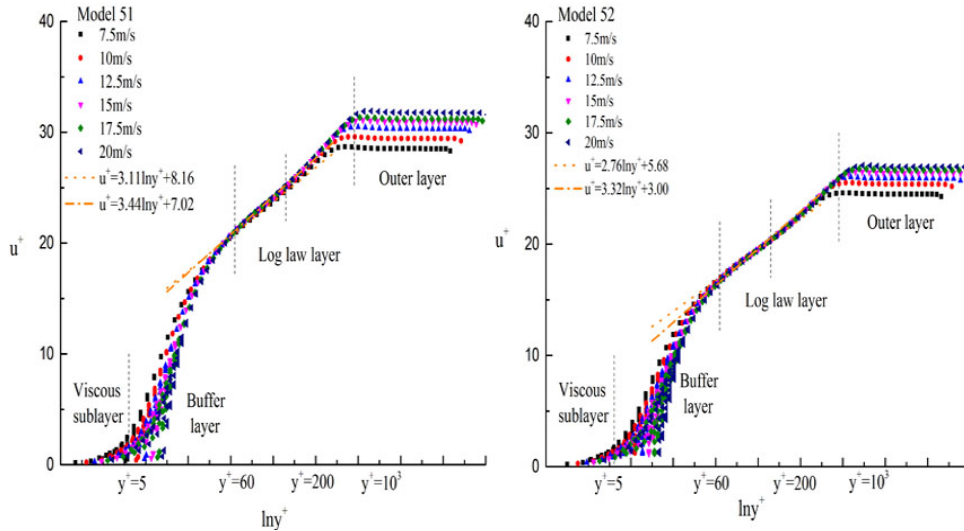 Model 51
7.5m/s
10m/s
12.5m/s
15m/s
17.5m/s
20m/s
u⁺=3.11lny⁺+8.16
u⁺=3.44lny⁺+7.02
40
30
20
10
0
u⁺
Outer layer
Log law layer
Viscous
sublayer
Buffer
layer
y⁺=5
y⁺=60
y⁺=200
y⁺=10³
lny⁺
Model 52
7.5m/s
10m/s
12.5m/s
15m/s
17.5m/s
20m/s
u⁺=2.76lny⁺+5.68
u⁺=3.32lny⁺+3.00
40
30
20
10
0
u⁺
Outer layer
Log law layer
Viscous
sublayer
Buffer
layer
y⁺=5
y⁺=60
y⁺=200
y⁺=10³
lny⁺